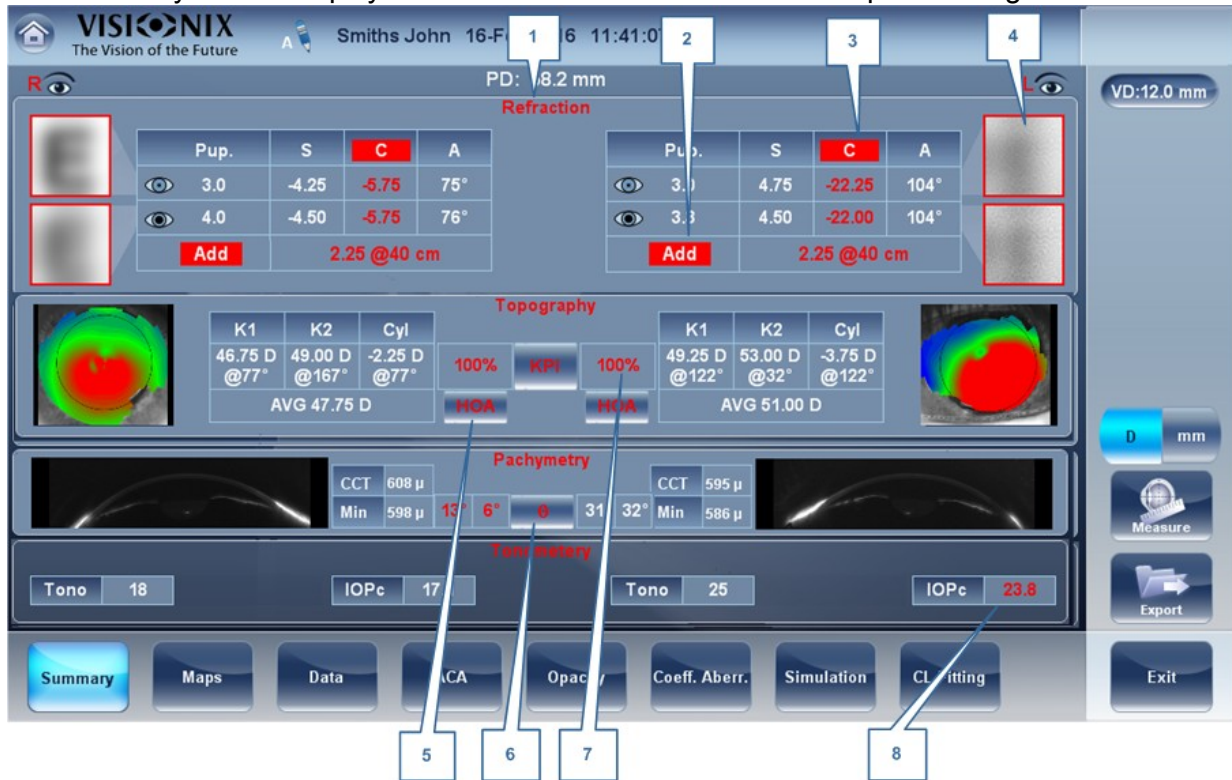 VISIONIX
The Vision of the Future
A Smiths John 16-F 6 11:41:0
1 2 3 4
R PD: 8.2 mm L
VD:12.0 mm
Refraction
Pup. S C A
3.0 -4.25 -5.75 75°
4.0 -4.50 -5.75 76°
Add 2.25 @40 cm
S C A
3. 4.75 -22.25 104°
3. 4.50 -22.00 104°
Add 2.25 @40 cm
Topography
K1 K2 Cyl
46.75 D 49.00 D -2.25 D
@77° @167° @77°
AVG 47.75 D
100% KPI 100%
HOA HOA
K1 K2 Cyl
49.25 D 53.00 D -3.75 D
@122° @32° @122°
AVG 51.00 D
D mm
Pachymetry
CCT 608 µ
Min 598 µ
13° 6° θ 31 32°
CCT 595 µ
Min 586 µ
Measure
Tonometery
Tono 18 IOPc 17 Tono 25 IOPc 23.8
Export
Summary Maps Data ACA Opacity Coeff. Aberr. Simulation CL Fitting Exit
5 6 7 8